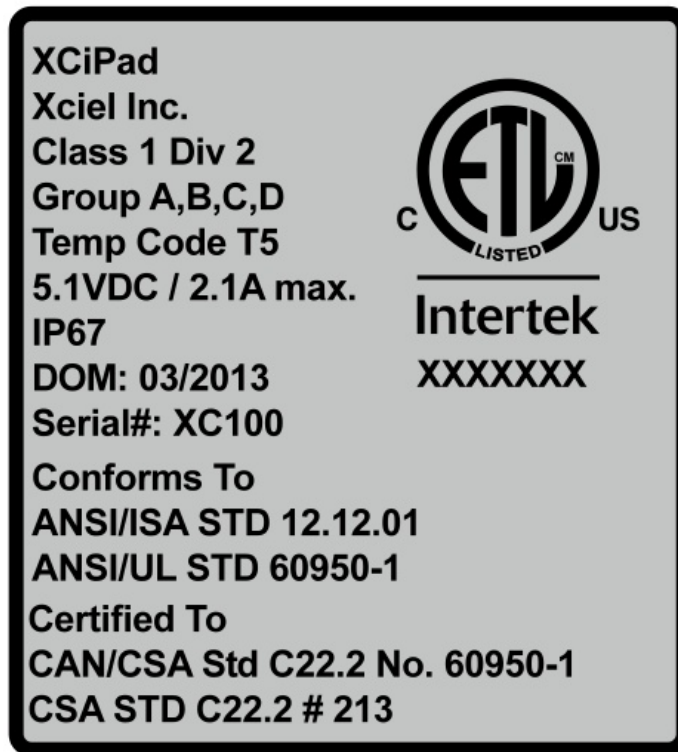 XCiPad
Xciel Inc.
Class 1 Div 2
Group A,B,C,D
Temp Code T5
5.1VDC / 2.1A max.
IP67
DOM: 03/2013
Serial#: XC100
Conforms To
ANSI/ISA STD 12.12.01
ANSI/UL STD 60950-1
Certified To
CAN/CSA Std C22.2 No. 60950-1
CSA STD C22.2 # 213
ETL CM
C US
LISTED
Intertek
XXXXXXX